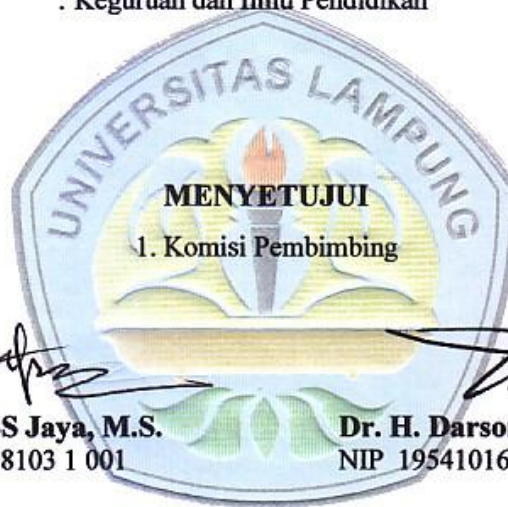 : Keguruan dan Ilmu Pendidikan
UNIVERSITAS LAMPUNG
MENYETUJUI
1. Komisi Pembimbing
S Jaya, M.S.
Dr. H. Darso
8103 1 001
NIP 19541016